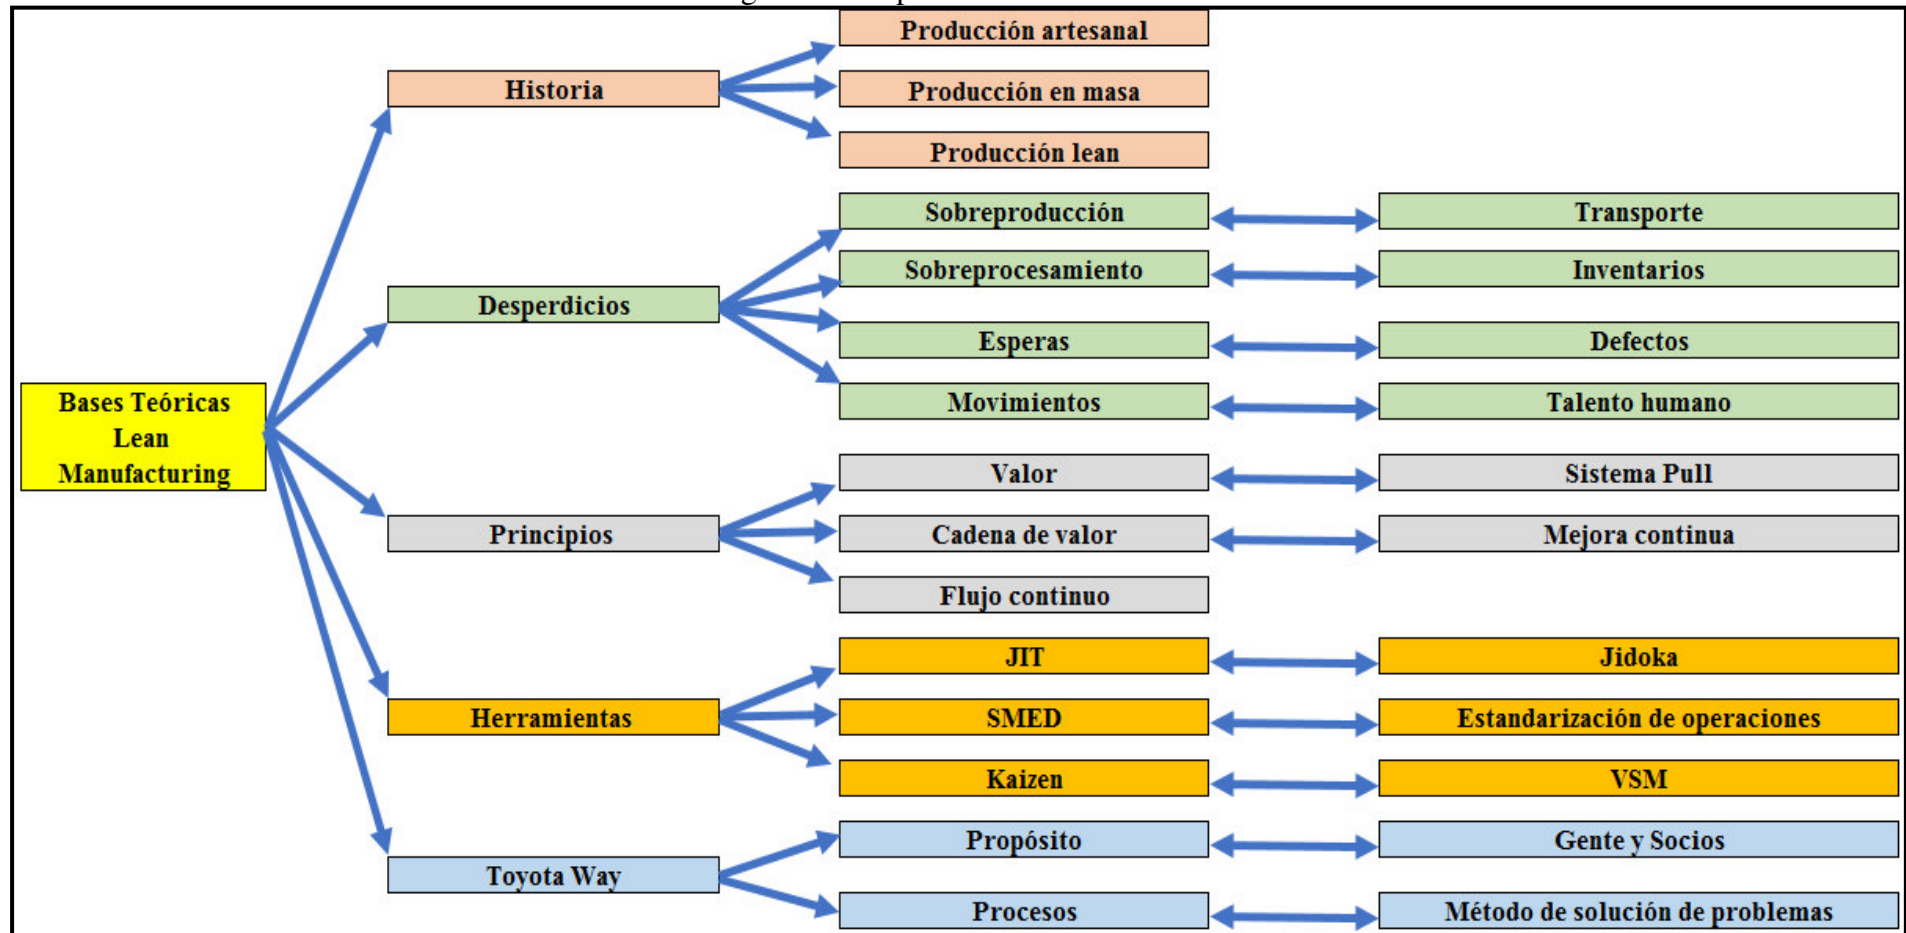 Producción artesanal
Historia
Producción en masa
Producción lean
Sobreproducción
Transporte
Sobreprocesamiento
Inventarios
Desperdicios
Esperas
Defectos
Movimientos
Talento humano
Bases Teóricas
Lean
Manufacturing
Valor
Sistema Pull
Principios
Cadena de valor
Mejora continua
Flujo continuo
JIT
Jidoka
Herramientas
SMED
Estandarización de operaciones
Kaizen
VSM
Propósito
Gente y Socios
Toyota Way
Procesos
Método de solución de problemas